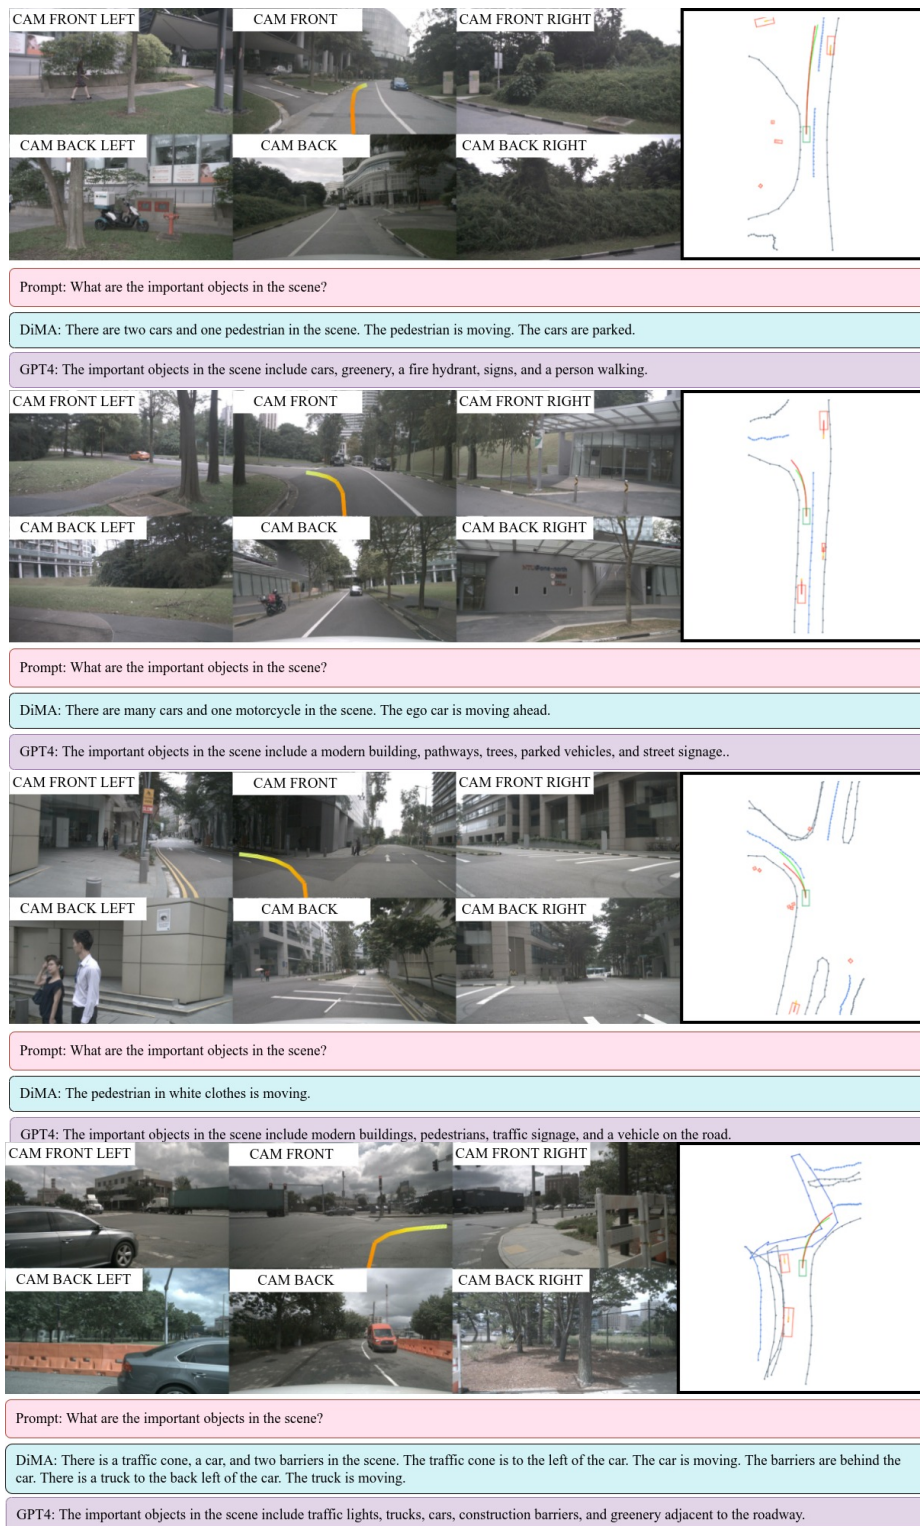 CAM FRONT LEFT
CAM FRONT
CAM FRONT RIGHT
CAM BACK LEFT
CAM BACK
CAM BACK RIGHT
Prompt: What are the important objects in the scene?
DiMA: There are two cars and one pedestrian in the scene. The pedestrian is moving. The cars are parked.
GPT4: The important objects in the scene include cars, greenery, a fire hydrant, signs, and a person walking.
CAM FRONT LEFT
CAM FRONT
CAM FRONT RIGHT
CAM BACK LEFT
CAM BACK
CAM BACK RIGHT
Prompt: What are the important objects in the scene?
DiMA: There are many cars and one motorcycle in the scene. The ego car is moving ahead.
GPT4: The important objects in the scene include a modern building, pathways, trees, parked vehicles, and street signage..
CAM FRONT LEFT
CAM FRONT
CAM FRONT RIGHT
CAM BACK LEFT
CAM BACK
CAM BACK RIGHT
Prompt: What are the important objects in the scene?
DiMA: The pedestrian in white clothes is moving.
GPT4: The important objects in the scene include modern buildings, pedestrians, traffic signage, and a vehicle on the road.
CAM FRONT LEFT
CAM FRONT
CAM FRONT RIGHT
CAM BACK LEFT
CAM BACK
CAM BACK RIGHT
Prompt: What are the important objects in the scene?
DiMA: There is a traffic cone, a car, and two barriers in the scene. The traffic cone is to the left of the car. The car is moving. The barriers are behind the
car. There is a truck to the back left of the car. The truck is moving.
GPT4: The important objects in the scene include traffic lights, trucks, cars, construction barriers, and greenery adjacent to the roadway.